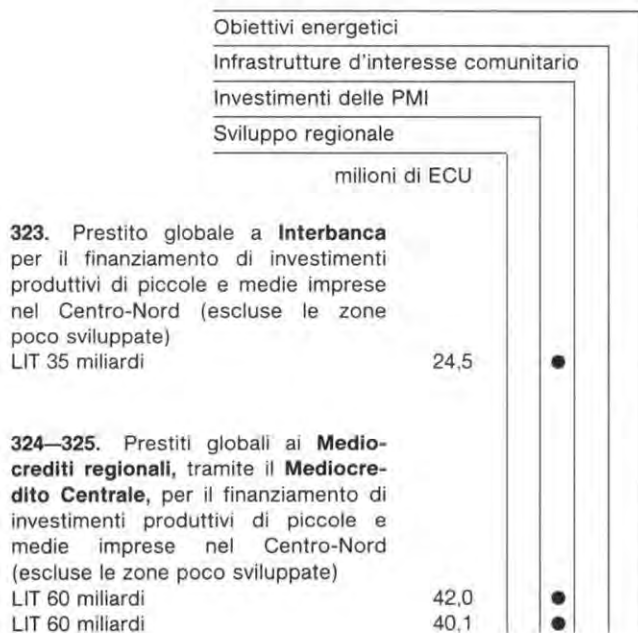 Obiettivi energetici
Infrastrutture d'interesse comunitario
Investimenti delle PMI
Sviluppo regionale
milioni di ECU
323. Prestito globale a Interbanca
per il finanziamento di investimenti
produttivi di piccole e medie imprese
nel Centro-Nord (escluse le zone
poco sviluppate)
LIT 35 miliardi 24,5 ●
324—325. Prestiti globali ai Medio-
crediti regionali, tramite il Mediocre-
dito Centrale, per il finanziamento di
investimenti produttivi di piccole e
medie imprese nel Centro-Nord
(escluse le zone poco sviluppate)
LIT 60 miliardi 42,0 ●
LIT 60 miliardi 40,1 ●